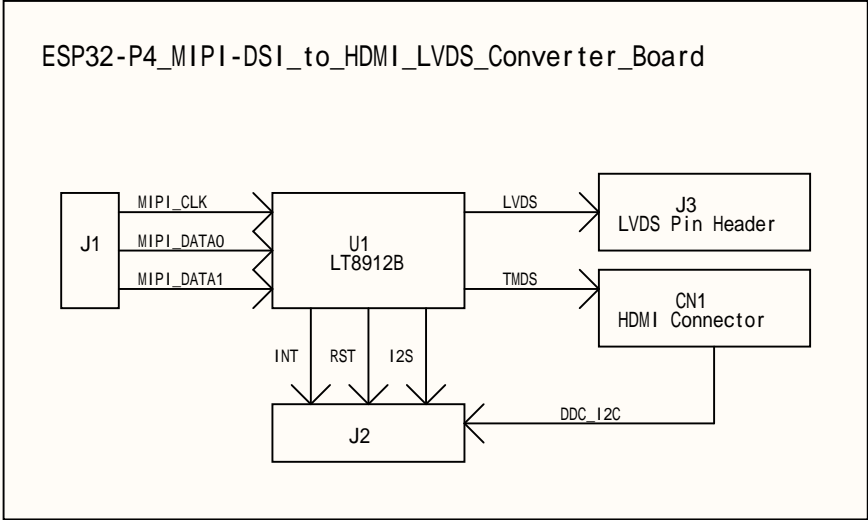 ESP32-P4_MIPI-DSI_to_HDMI_LVDS_Converter_Board
MIPI_CLK
LVDS
J3
LVDS Pin Header
J1
MIPI_DATA0
U1
LT8912B
MIPI_DATA1
TMDS
CN1
HDMI Connector
INT
RST
I2S
DDC_I2C
J2